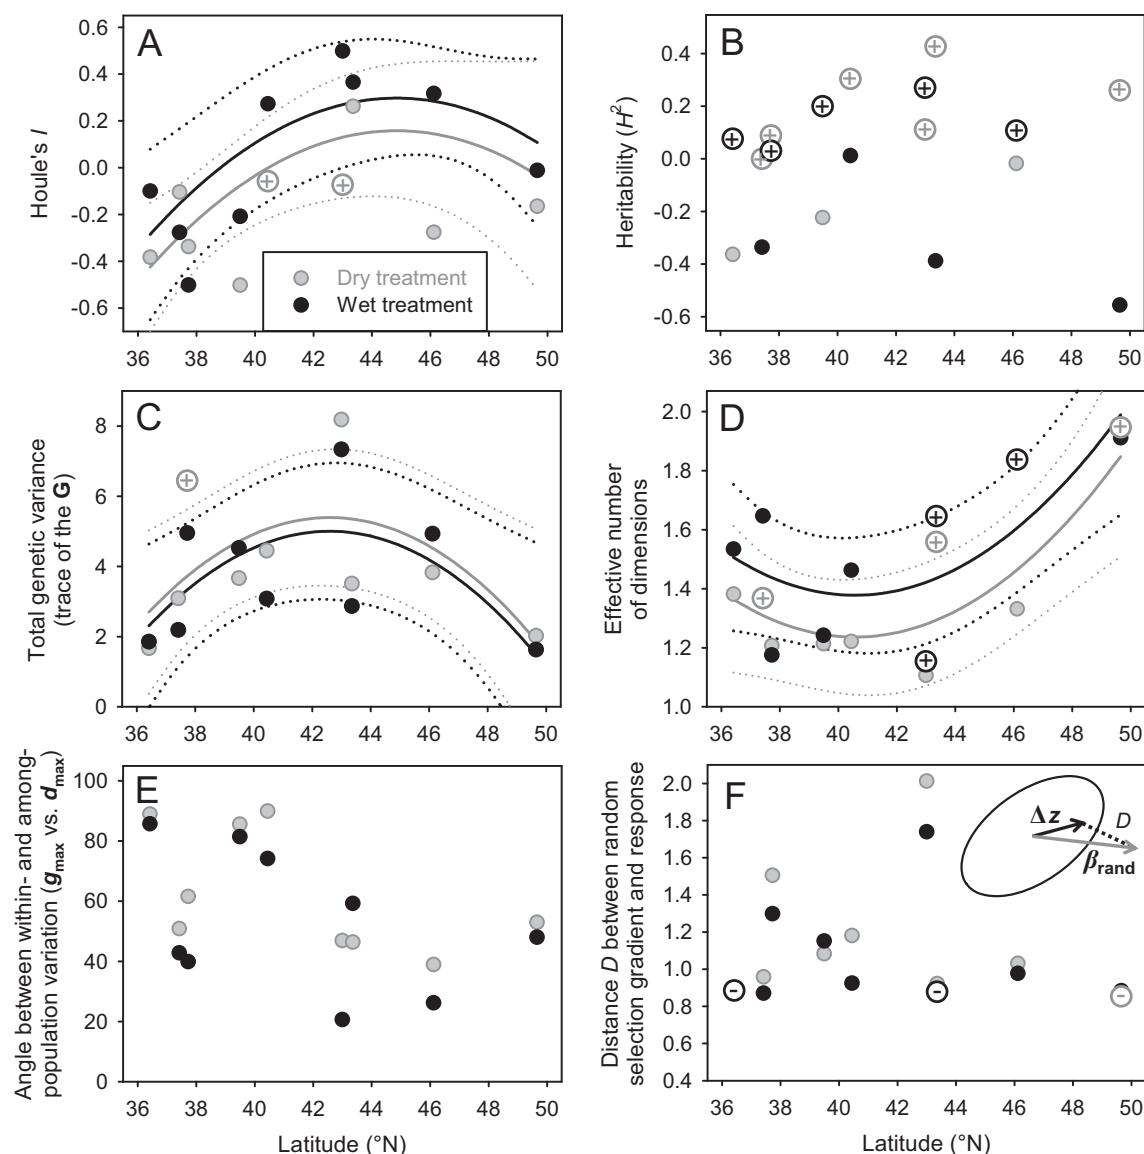 A
0.6
0.4
0.2
0.0
-0.2
-0.4
-0.6
Houle's I
Dry treatment
Wet treatment
36 38 40 42 44 46 48 50
B
0.4
0.2
0.0
-0.2
-0.4
-0.6
Heritability (H²)
36 38 40 42 44 46 48 50
C
8
6
4
2
0
Total genetic variance
(trace of the G)
36 38 40 42 44 46 48 50
D
2.0
1.8
1.6
1.4
1.2
1.0
Effective number
of dimensions
36 38 40 42 44 46 48 50
E
100
80
60
40
20
0
Angle between within- and among-
population variation (gmax vs. dmax)
36 38 40 42 44 46 48 50
Latitude (°N)
F
2.0
1.8
1.6
1.4
1.2
1.0
0.8
0.6
0.4
Distance D between random
selection gradient and response
Δz
D
βrand
36 38 40 42 44 46 48 50
Latitude (°N)